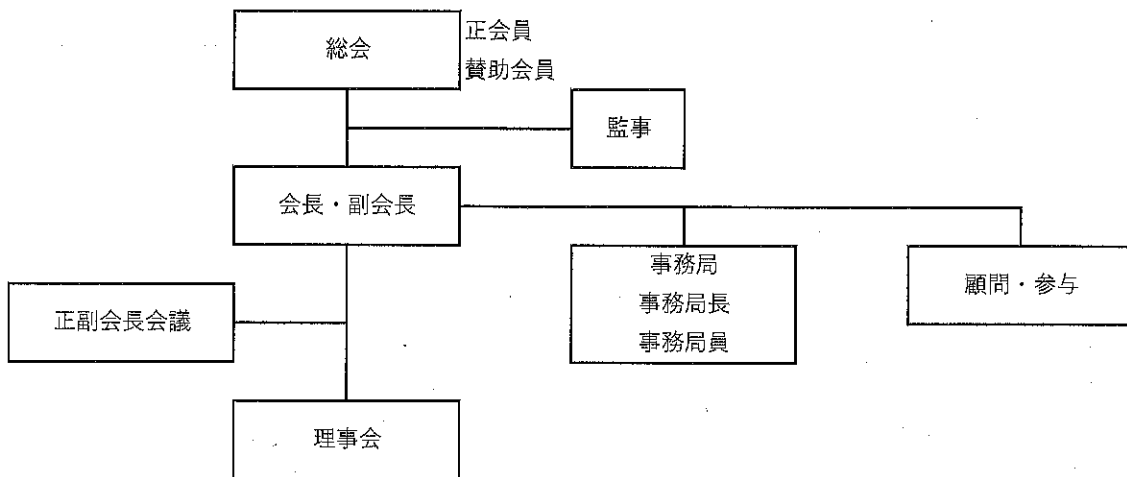 総会
正会員
賛助会員
監事
会長・副会長
事務局
事務局長
事務局員
顧問・参与
正副会長会議
理事会